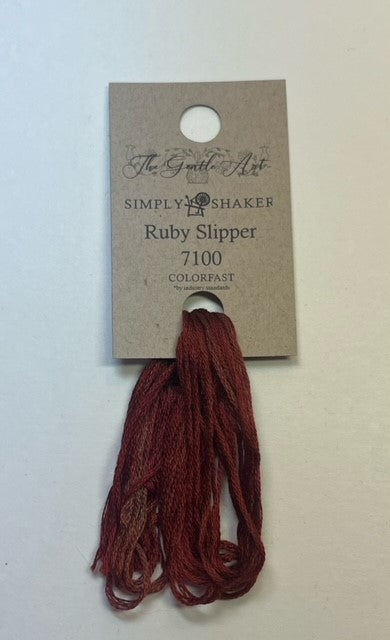 The Gentle Art
SIMPLY SHAKER
Ruby Slipper
7100
COLORFAST
*by industry standards